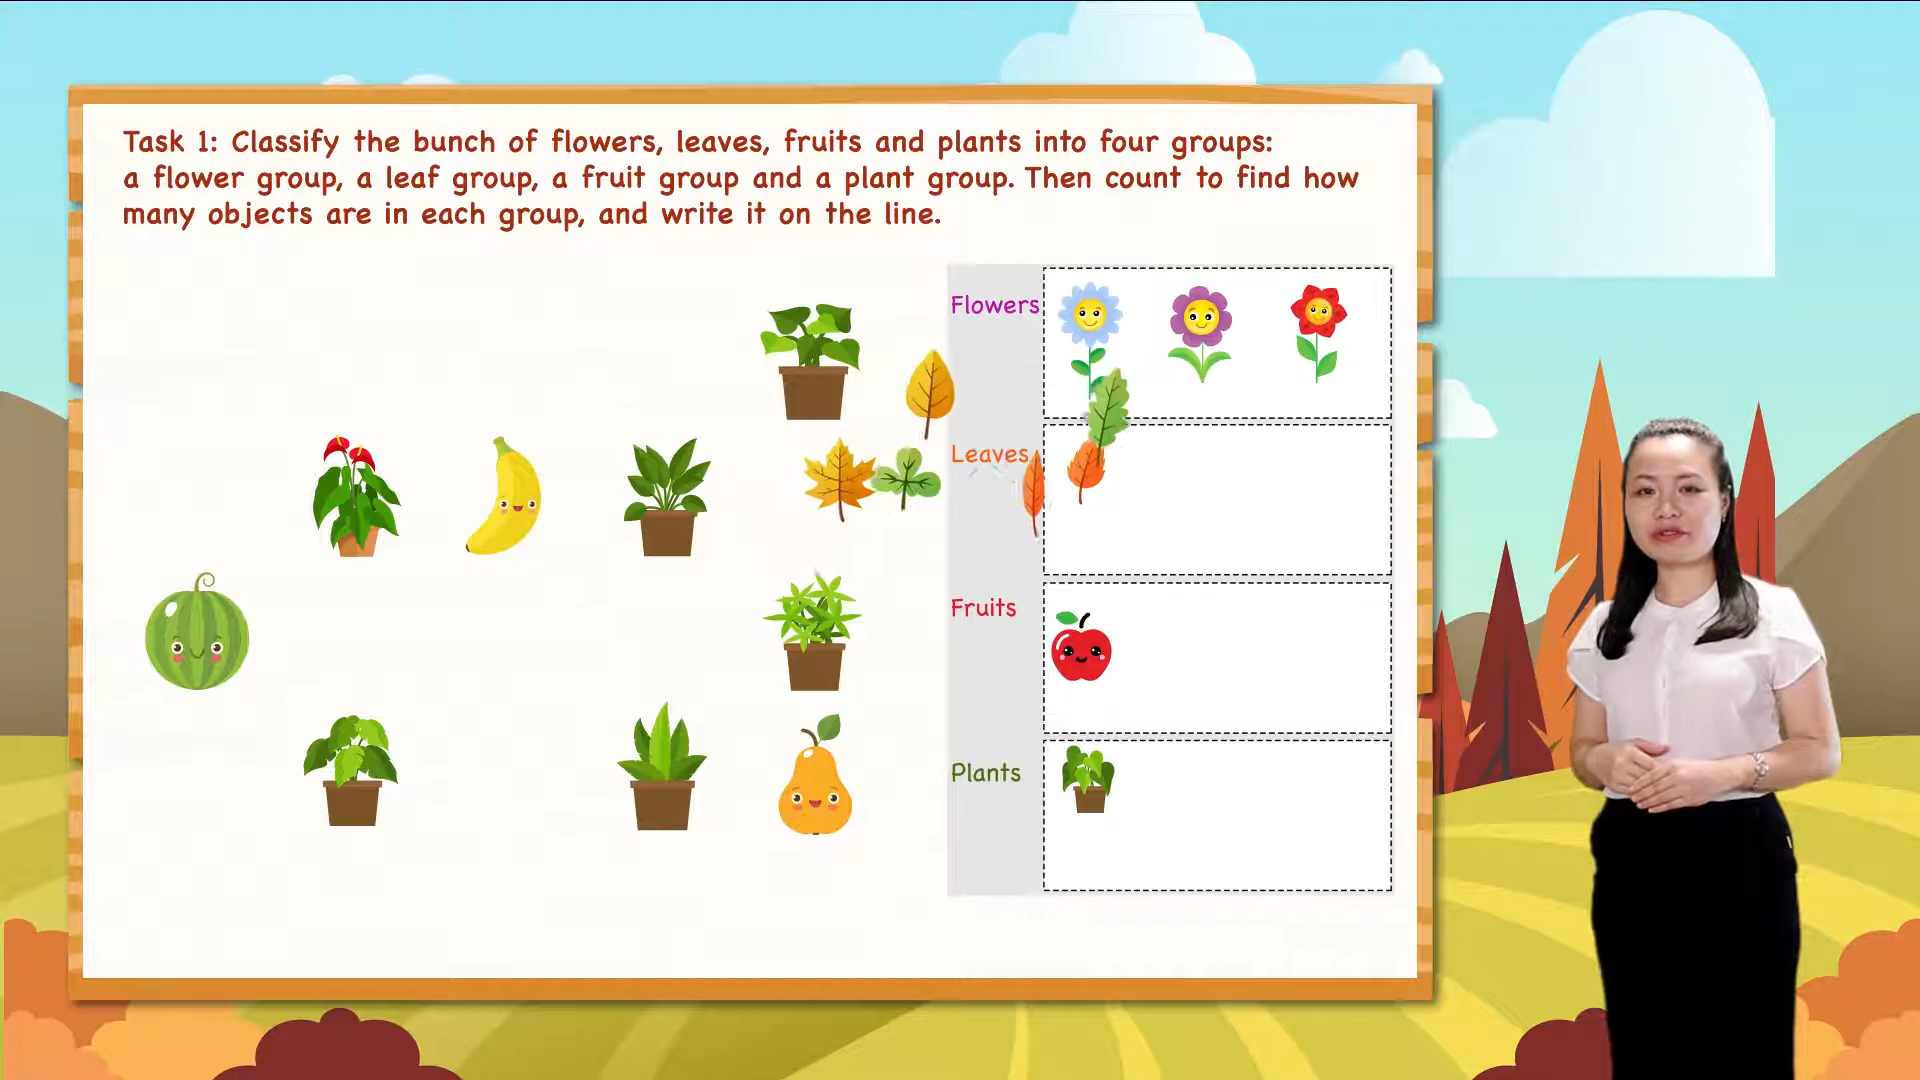 Task 1: Classify the bunch of flowers, leaves, fruits and plants into four groups:
a flower group, a leaf group, a fruit group and a plant group. Then count to find how
many objects are in each group, and write it on the line.
Flowers
Leaves
Fruits
Plants